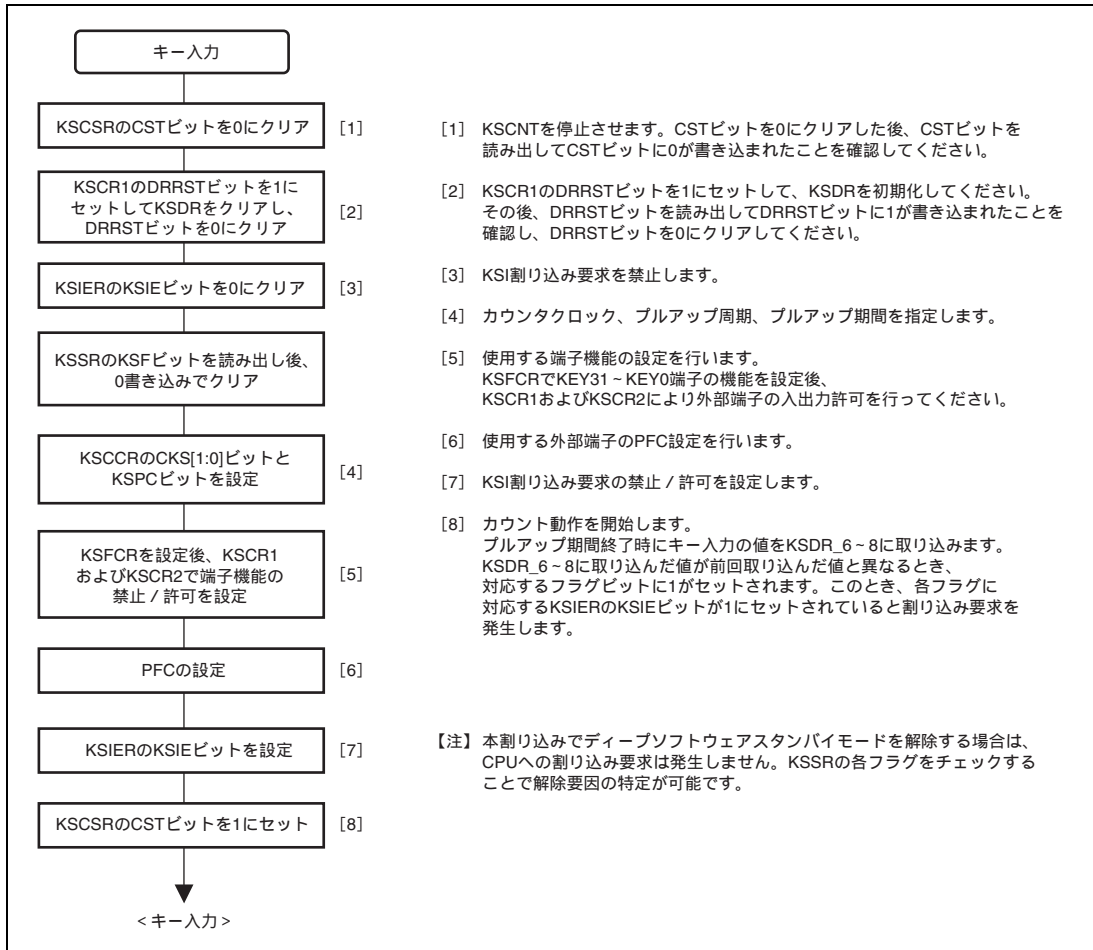 キー入力
KSCSRのCSTビットを0にクリア
[1]
KSCR1のDRRSTビットを1に
セットしてKSDRをクリアし、
DRRSTビットを0にクリア
[2]
KSIERのKSIEビットを0にクリア
[3]
KSSRのKSFビットを読み出し後、
0書き込みでクリア
KSCCRのCKS[1:0]ビットと
KSPCビットを設定
[4]
KSFCRを設定後、KSCR1
およびKSCR2で端子機能の
禁止／許可を設定
[5]
PFCの設定
[6]
KSIERのKSIEビットを設定
[7]
KSCSRのCSTビットを1にセット
[8]
<キー入力>
[1] KSCNTを停止させます。CSTビットを0にクリアした後、CSTビットを
読み出してCSTビットに0が書き込まれたことを確認してください。
[2] KSCR1のDRRSTビットを1にセットして、KSDRを初期化してください。
その後、DRRSTビットを読み出してDRRSTビットに1が書き込まれたことを
確認し、DRRSTビットを0にクリアしてください。
[3] KSI割り込み要求を禁止します。
[4] カウンタクロック、プルアップ周期、プルアップ期間を指定します。
[5] 使用する端子機能の設定を行います。
KSFCRでKEY31～KEY0端子の機能を設定後、
KSCR1およびKSCR2により外部端子の入出力許可を行ってください。
[6] 使用する外部端子のPFC設定を行います。
[7] KSI割り込み要求の禁止／許可を設定します。
[8] カウント動作を開始します。
プルアップ期間終了時にキー入力の値をKSDR_6～8に取り込みます。
KSDR_6～8に取り込んだ値が前回取り込んだ値と異なるとき、
対応するフラグビットに1がセットされます。このとき、各フラグに
対応するKSIERのKSIEビットが1にセットされていると割り込み要求を
発生します。
【注】本割り込みでディープソフトウェアスタンバイモードを解除する場合は、
CPUへの割り込み要求は発生しません。KSSRの各フラグをチェックする
ことで解除要因の特定が可能です。